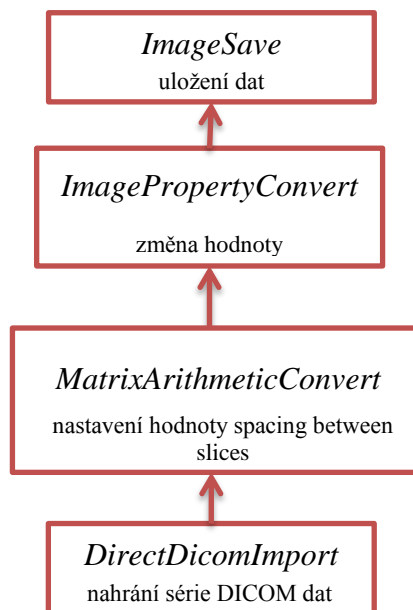 ImageSave
uložení dat
ImagePropertyConvert
změna hodnoty
MatrixArithmeticConvert
nastavení hodnoty spacing between
slices
DirectDicomImport
nahrání série DICOM dat